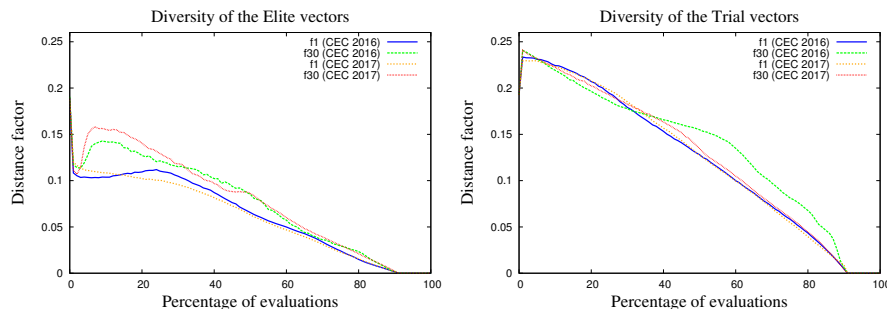 Diversity of the Elite vectors
0.25
0.2
0.15
0.1
0.05
0
Distance factor
f1 (CEC 2016)
f30 (CEC 2016)
f1 (CEC 2017)
f30 (CEC 2017)
0 20 40 60 80 100
Percentage of evaluations
Diversity of the Trial vectors
0.25
0.2
0.15
0.1
0.05
0
Distance factor
f1 (CEC 2016)
f30 (CEC 2016)
f1 (CEC 2017)
f30 (CEC 2017)
0 20 40 60 80 100
Percentage of evaluations